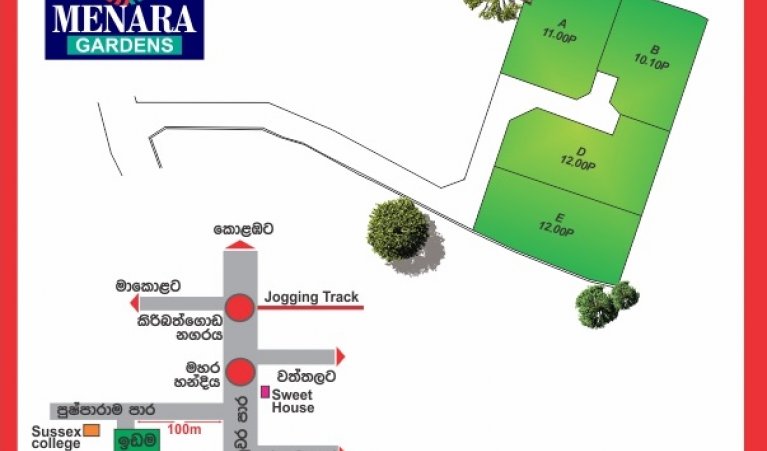 MENARA
GARDENS
A
11.00P
B
10.10P
D
12.00P
E
12.00P
කොළඹට
මාකොළට
Jogging Track
කිරිබත්ගොඩ
නගරය
මහර
හන්දිය
වත්තලට
Sweet
House
පුෂ්පාරාම පාර
100m
Sussex
college
ඉඩම
පාර